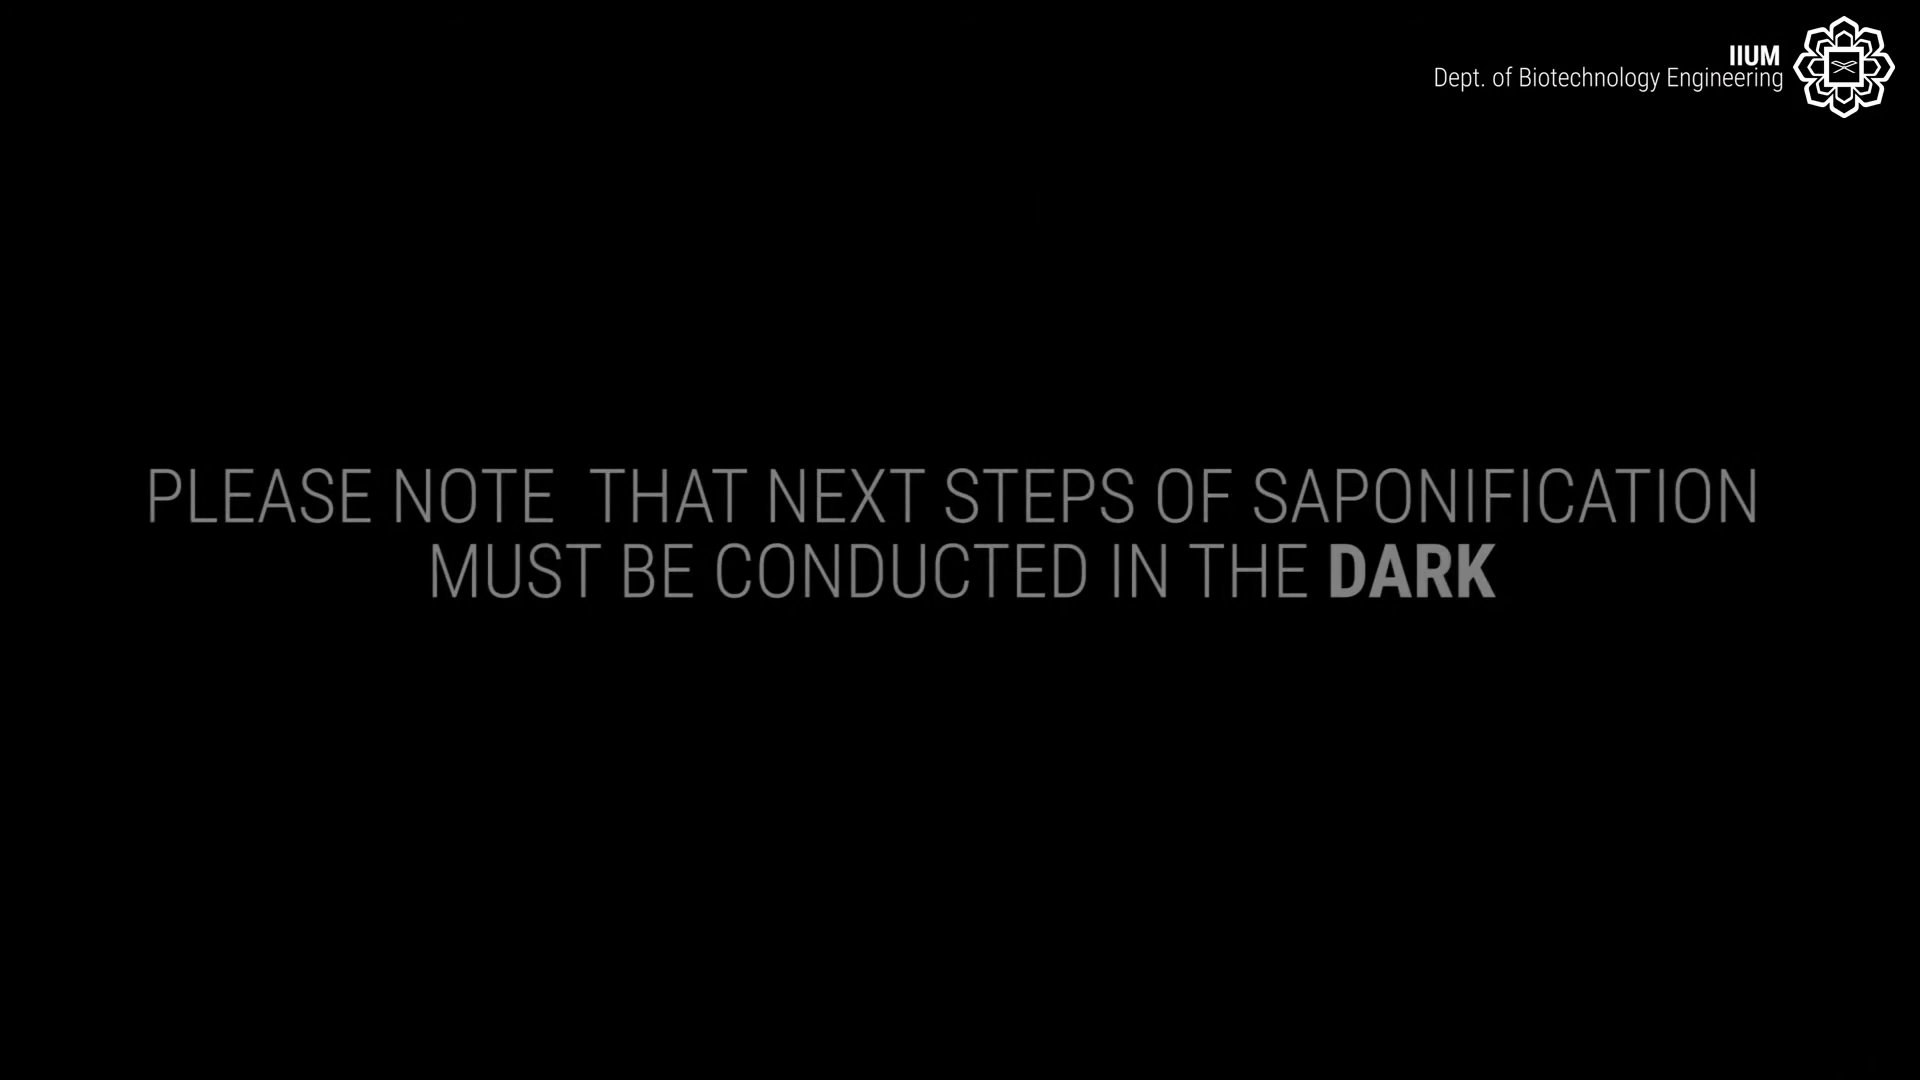 IIUM
Dept. of Biotechnology Engineering
PLEASE NOTE  THAT NEXT STEPS OF SAPONIFICATION
MUST BE CONDUCTED IN THE DARK